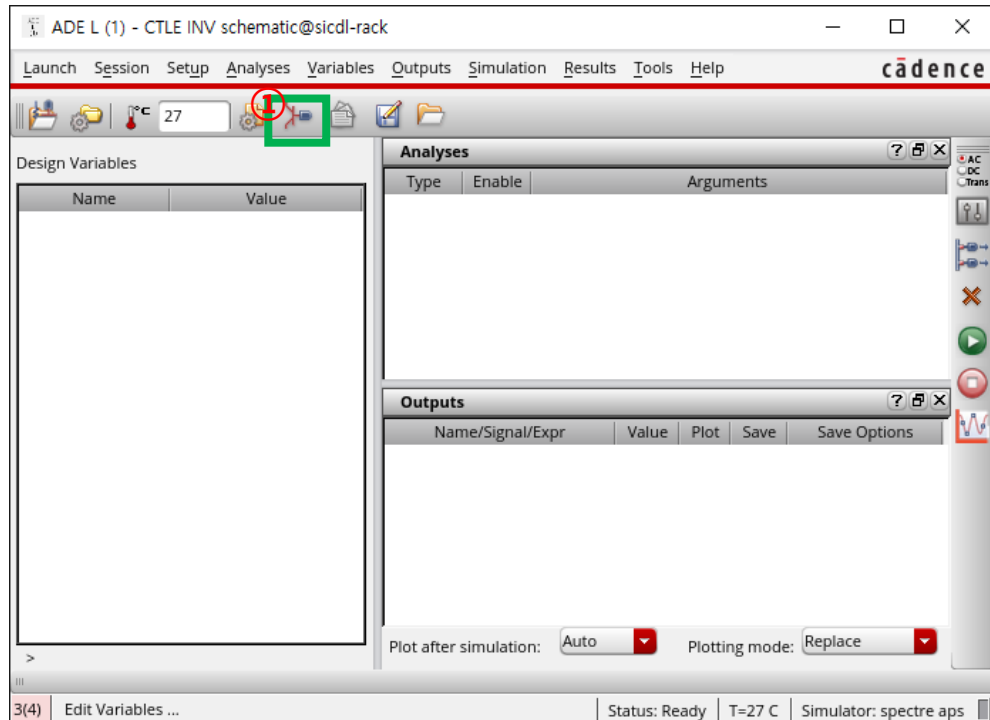 ADE L (1) - CTLE INV schematic@sicdl-rack
Launch Session Setup Analyses Variables Outputs Simulation Results Tools Help cādence
°C 27 ①
Design Variables
Name Value
Analyses
Type Enable Arguments
AC
DC
Trans
Outputs
Name/Signal/Expr Value Plot Save Save Options
Plot after simulation: Auto Plotting mode: Replace
>
3(4) Edit Variables ... Status: Ready T=27 C Simulator: spectre aps